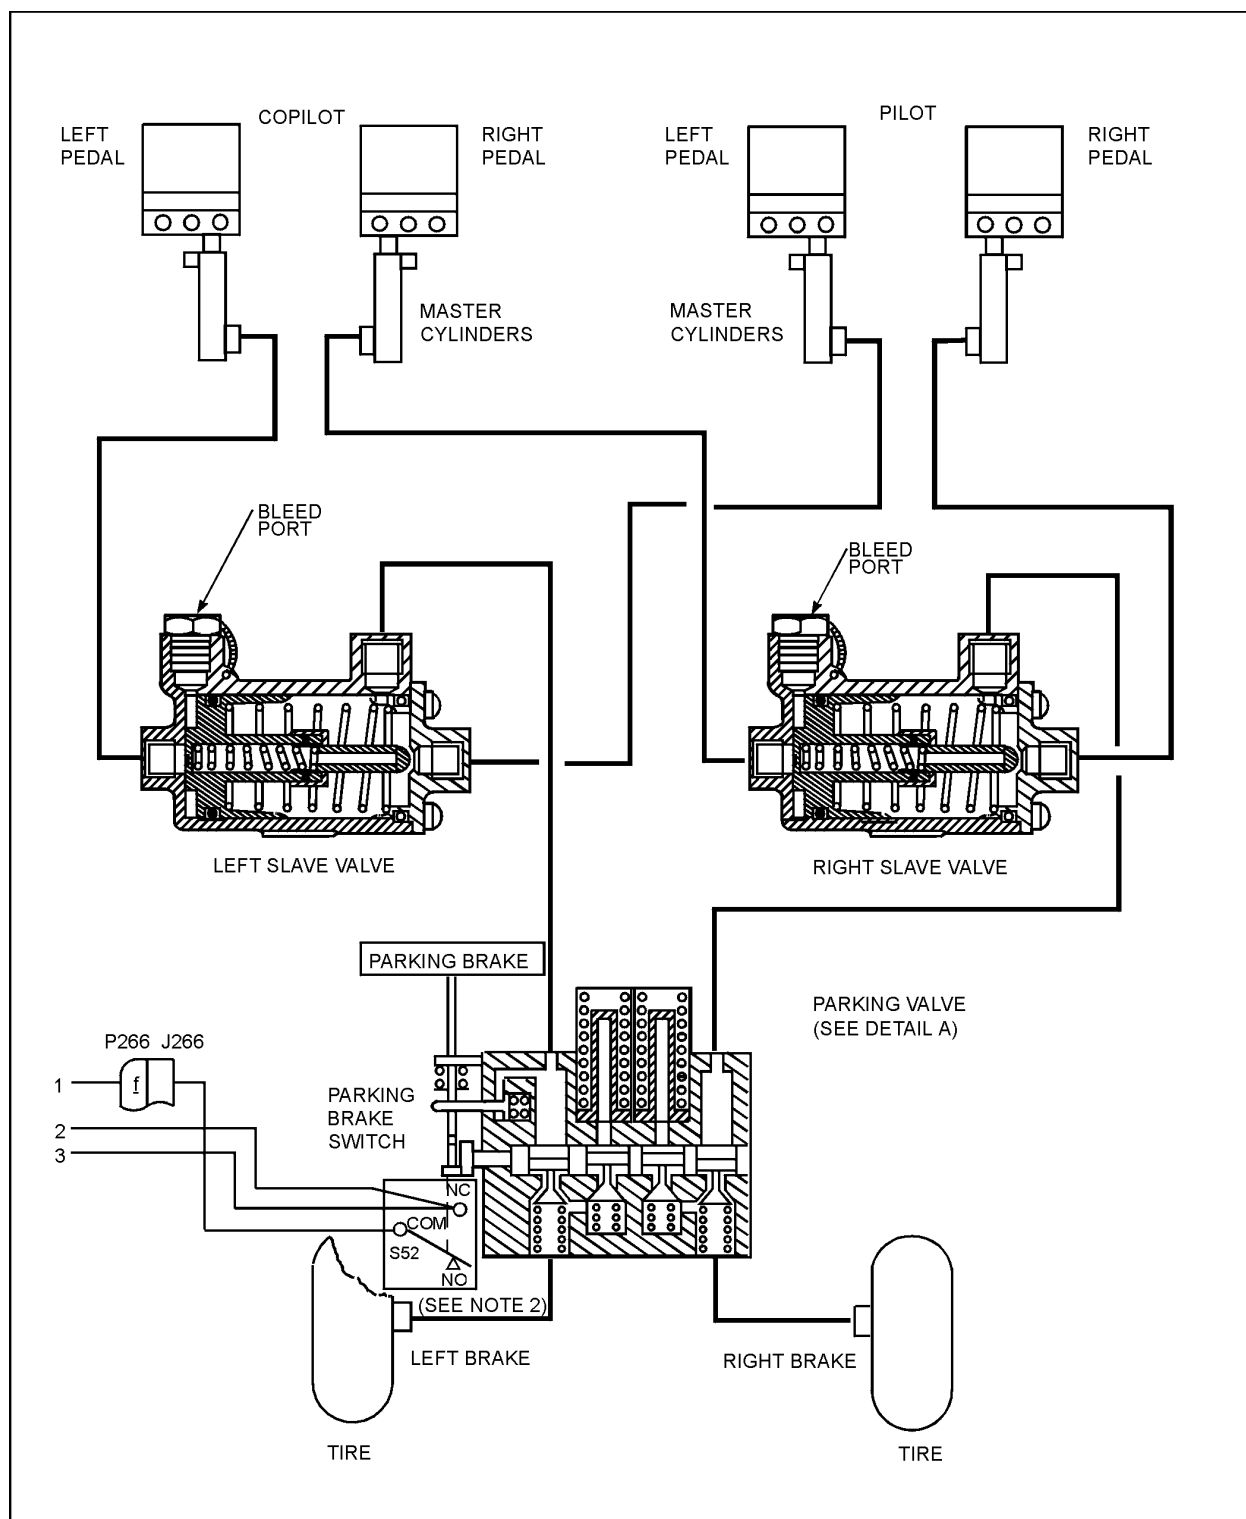 COPILOT
PILOT
LEFT
PEDAL
RIGHT
PEDAL
LEFT
PEDAL
RIGHT
PEDAL
MASTER
CYLINDERS
MASTER
CYLINDERS
BLEED
PORT
BLEED
PORT
LEFT SLAVE VALVE
RIGHT SLAVE VALVE
PARKING BRAKE
PARKING VALVE
(SEE DETAIL A)
P266 J266
f
1
2
3
PARKING
BRAKE
SWITCH
NC
COM
S52
NO
(SEE NOTE 2)
LEFT BRAKE
RIGHT BRAKE
TIRE
TIRE